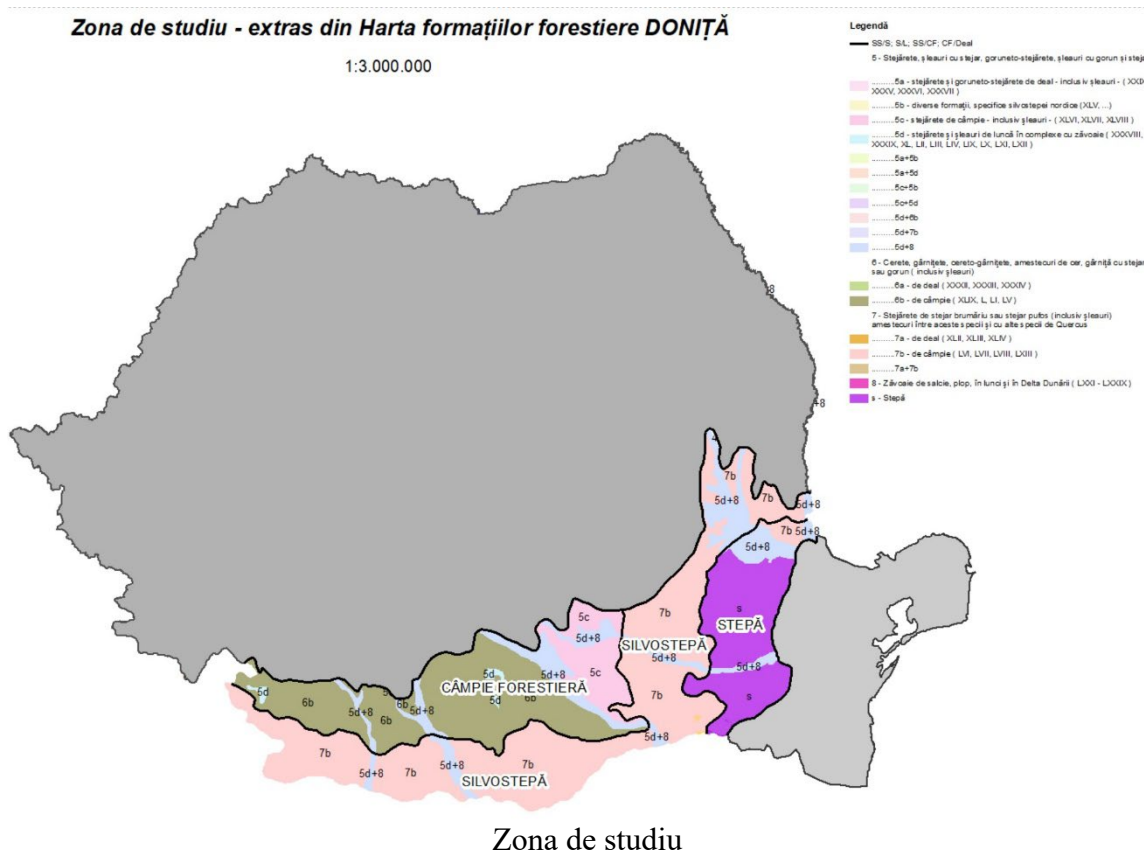 Zona de studiu - extras din Harta formațiilor forestiere DONIȚĂ
1:3.000.000
Legendă
SS/S; S/L; SS/CF; CF/Deal
5 - Stejărete, șleauri cu stejar, goruneto-stejărete, șleauri cu gorun și steja
..........5a - stejărete și goruneto-stejărete de deal - inclusiv șleauri - ( XXIX
XXXV, XXXVI, XXXVII )
..........5b - diverse formații, specifice silvostepei nordice (XLV, ...)
..........5c - stejărete de câmpie - inclusiv șleauri - ( XLVI, XLVII, XLVIII )
..........5d - stejărete și șleauri de luncă în complexe cu zăvoaie ( XXXVIII,
XXXIX, XL, LII, LIII, LIV, LIX, LX, LXI, LXII )
..........5a+5b
..........5a+5d
..........5c+5b
..........5c+5d
..........5d+6b
..........5d+7b
..........5d+8
6 - Cerete, gârnițete, cereto-gârnițete, amestecuri de cer, gârniță cu stejar
sau gorun ( inclusiv șleauri)
..........6a - de deal ( XXXII, XXXIII, XXXIV )
..........6b - de câmpie ( XLIX, L, LI, LV )
7 - Stejărete de stejar brumăriu sau stejar pufos (inclusiv șleauri)
amestecuri între aceste specii și cu alte specii de Quercus
..........7a - de deal ( XLII, XLIII, XLIV )
..........7b - de câmpie ( LVI, LVII, LVIII, LXIII )
..........7a+7b
8 - Zăvoaie de salcie, plop, în lunci și în Delta Dunării ( LXXI - LXXIX )
s - Stepă
8
+8
7b
5d+8
7b
5d+8
7b
5d+8
5d+8
5c
5d+8
7b
s
STEPĂ
SILVOSTEPĂ
5d+8
5d+8
5d
5d+8
5c
CÂMPIE FORESTIERĂ
5d
6b
5d
6b
5d+8
6b
6b
5d+8
7b
s
5d+8
7b
5d+8
7b
5d+8
7b
SILVOSTEPĂ
Zona de studiu